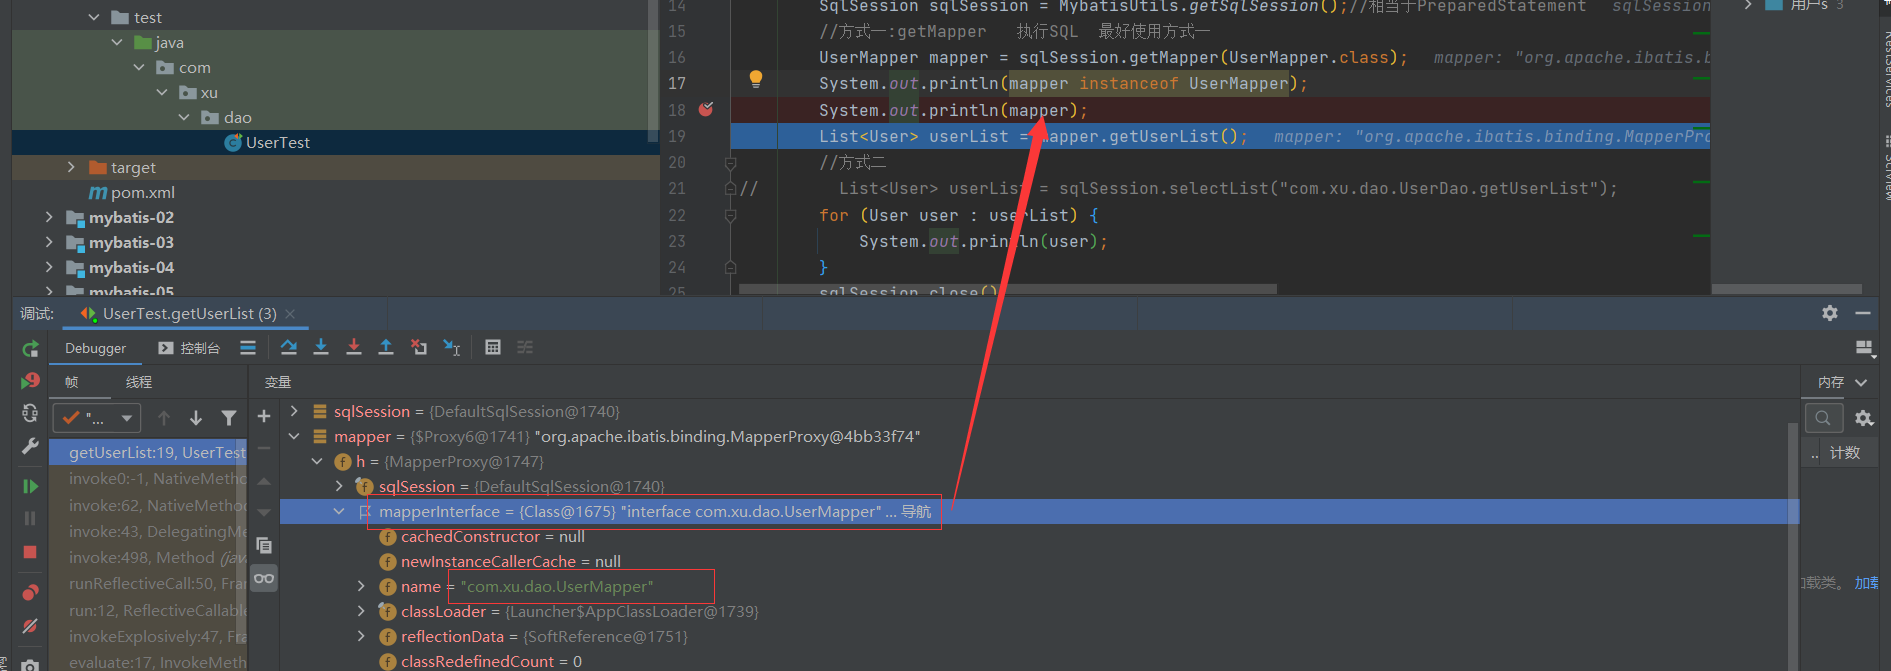 test
java
com
xu
dao
UserTest
target
pom.xml
mybatis-02
mybatis-03
mybatis-04
mybatis-05
14 SqlSession sqlSession = MybatisUtils.getSqlSession();//相当于PreparedStatement sqlSession
15 //方式一:getMapper 执行SQL 最好使用方式一
16 UserMapper mapper = sqlSession.getMapper(UserMapper.class); mapper: "org.apache.ibatis.b
17 System.out.println(mapper instanceof UserMapper);
18 System.out.println(mapper);
19 List<User> userList = mapper.getUserList(); mapper: "org.apache.ibatis.binding.MapperPro
20 //方式二
21 // List<User> userList = sqlSession.selectList("com.xu.dao.UserDao.getUserList");
22 for (User user : userList) {
23 System.out.println(user);
24 }
25 sqlSession.close()
用户s 3
RestServices
SciView
调试: UserTest.getUserList (3)
Debugger 控制台
帧 线程 变量 内存
"...
getUserList:19, UserTest
invoke0:-1, NativeMetho
invoke:62, NativeMethod
invoke:43, DelegatingMe
invoke:498, Method (java
runReflectiveCall:50, Fra
run:12, ReflectiveCallable
invokeExplosively:47, Fra
evaluate:17, InvokeMeth
sqlSession = {DefaultSqlSession@1740}
mapper = {$Proxy6@1741} "org.apache.ibatis.binding.MapperProxy@4bb33f74"
h = {MapperProxy@1747}
sqlSession = {DefaultSqlSession@1740}
mapperInterface = {Class@1675} "interface com.xu.dao.UserMapper" ... 导航
cachedConstructor = null
newInstanceCallerCache = null
name = "com.xu.dao.UserMapper"
classLoader = {Launcher$AppClassLoader@1739}
reflectionData = {SoftReference@1751}
classRedefinedCount = 0
.. 计数
加载类。 加载